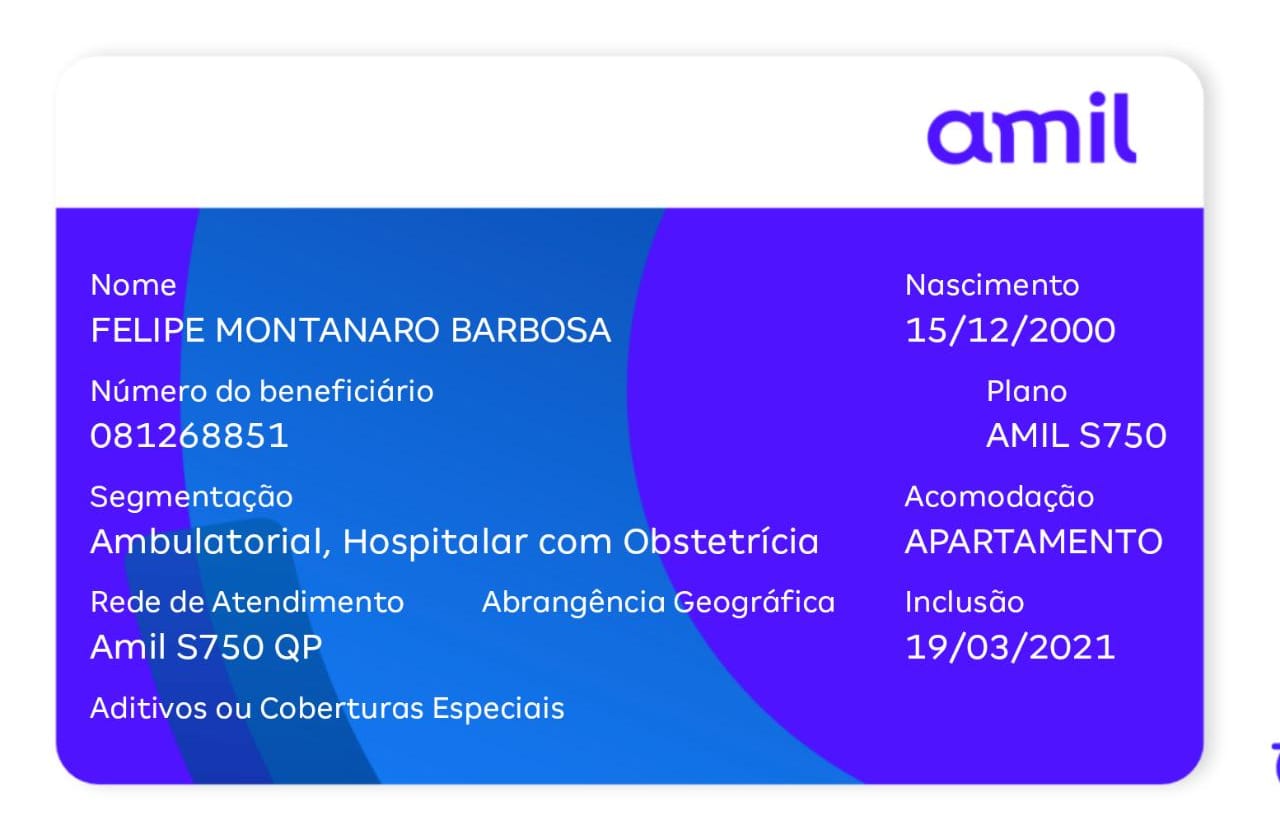 amil
Nome
FELIPE MONTANARO BARBOSA
Nascimento
15/12/2000
Número do beneficiário
081268851
Plano
AMIL S750
Segmentação
Ambulatorial, Hospitalar com Obstetrícia
Acomodação
APARTAMENTO
Rede de Atendimento
Amil S750 QP
Abrangência Geográfica
Inclusão
19/03/2021
Aditivos ou Coberturas Especiais